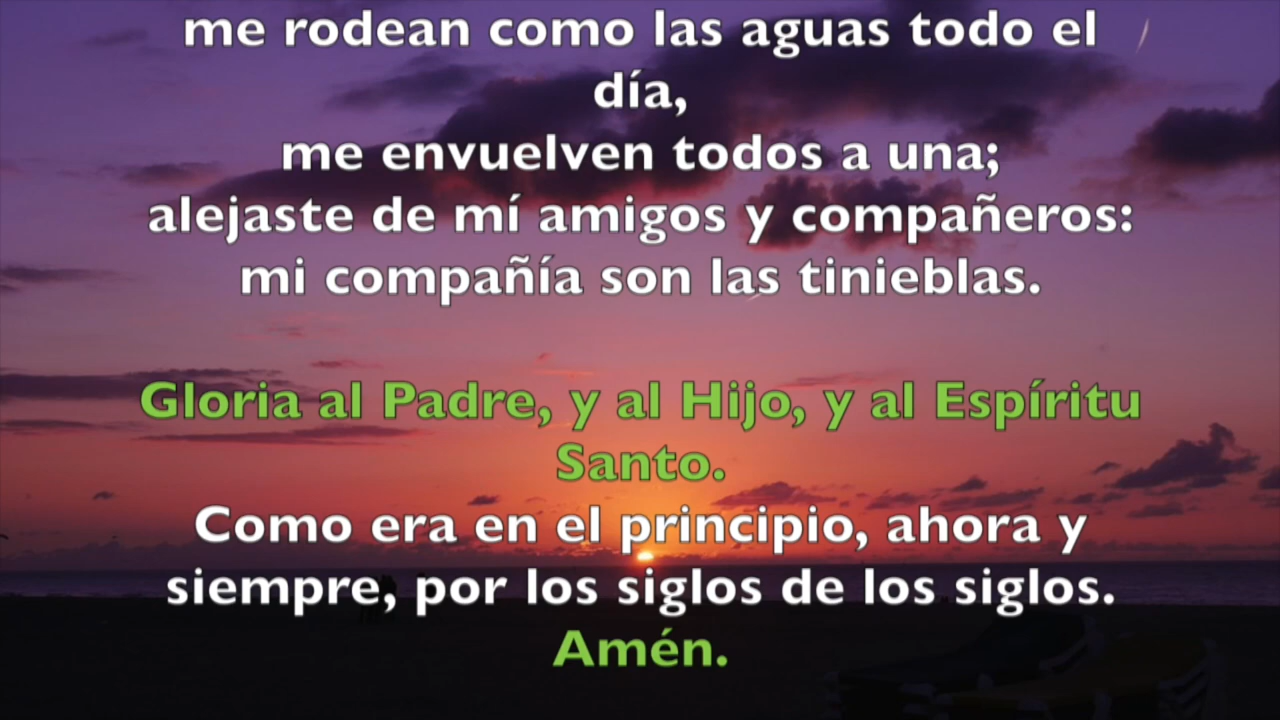 me rodean como las aguas todo el
día,
me envuelven todos a una;
alejaste de mí amigos y compañeros:
mi compañía son las tinieblas.
Gloria al Padre, y al Hijo, y al Espíritu
Santo.
Como era en el principio, ahora y
siempre, por los siglos de los siglos.
Amén.